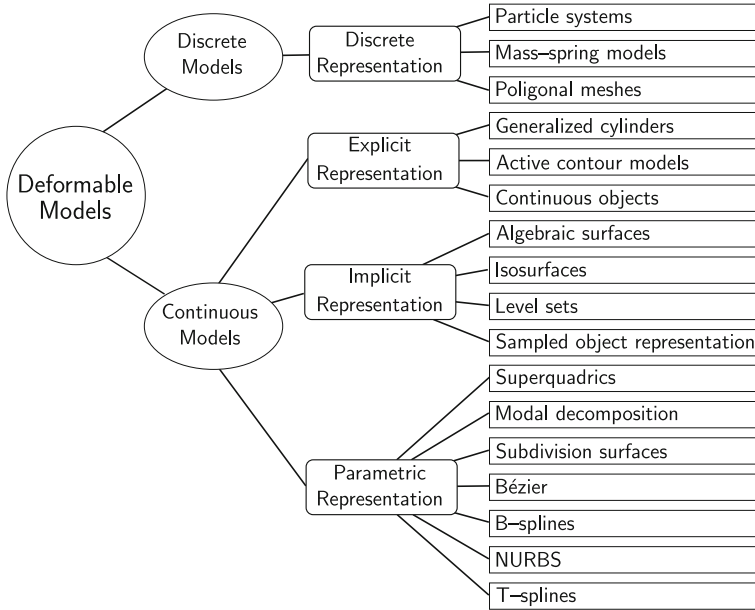 Deformable
Models
Discrete
Models
Discrete
Representation
Particle systems
Mass–spring models
Poligonal meshes
Continuous
Models
Explicit
Representation
Generalized cylinders
Active contour models
Continuous objects
Implicit
Representation
Algebraic surfaces
Isosurfaces
Level sets
Sampled object representation
Parametric
Representation
Superquadrics
Modal decomposition
Subdivision surfaces
Bézier
B–splines
NURBS
T–splines